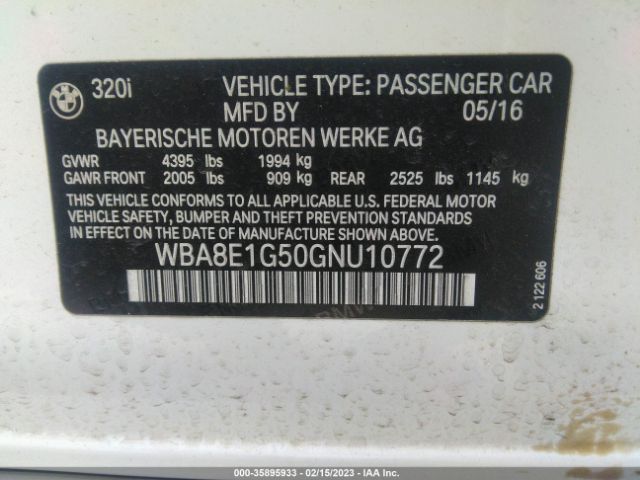 BMW 320i VEHICLE TYPE: PASSENGER CAR
MFD BY 05/16
BAYERISCHE MOTOREN WERKE AG
GVWR 4395 lbs 1994 kg
GAWR FRONT 2005 lbs 909 kg REAR 2525 lbs 1145 kg
THIS VEHICLE CONFORMS TO ALL APPLICABLE U.S. FEDERAL MOTOR
VEHICLE SAFETY, BUMPER AND THEFT PREVENTION STANDARDS
IN EFFECT ON THE DATE OF MANUFACTURE SHOWN ABOVE.
WBA8E1G50GNU10772
2 122 606
000-35895933 - 02/15/2023 - IAA Inc.